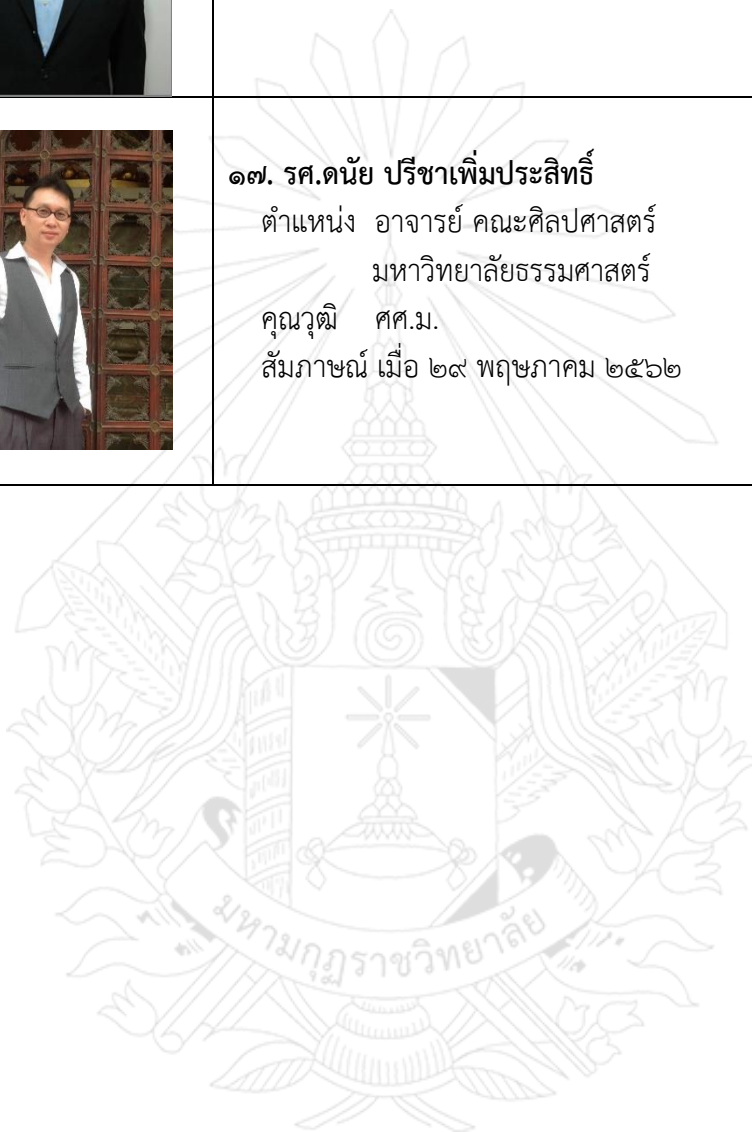 ๑๗. รศ.ดนัย ปรีชาเพิ่มประสิทธิ์
ตำแหน่ง อาจารย์ คณะศิลปศาสตร์
มหาวิทยาลัยธรรมศาสตร์
คุณวุฒิ ศศ.ม.
สัมภาษณ์ เมื่อ ๒๙ พฤษภาคม ๒๕๖๒
มหามกุฏราชวิทยาลัย